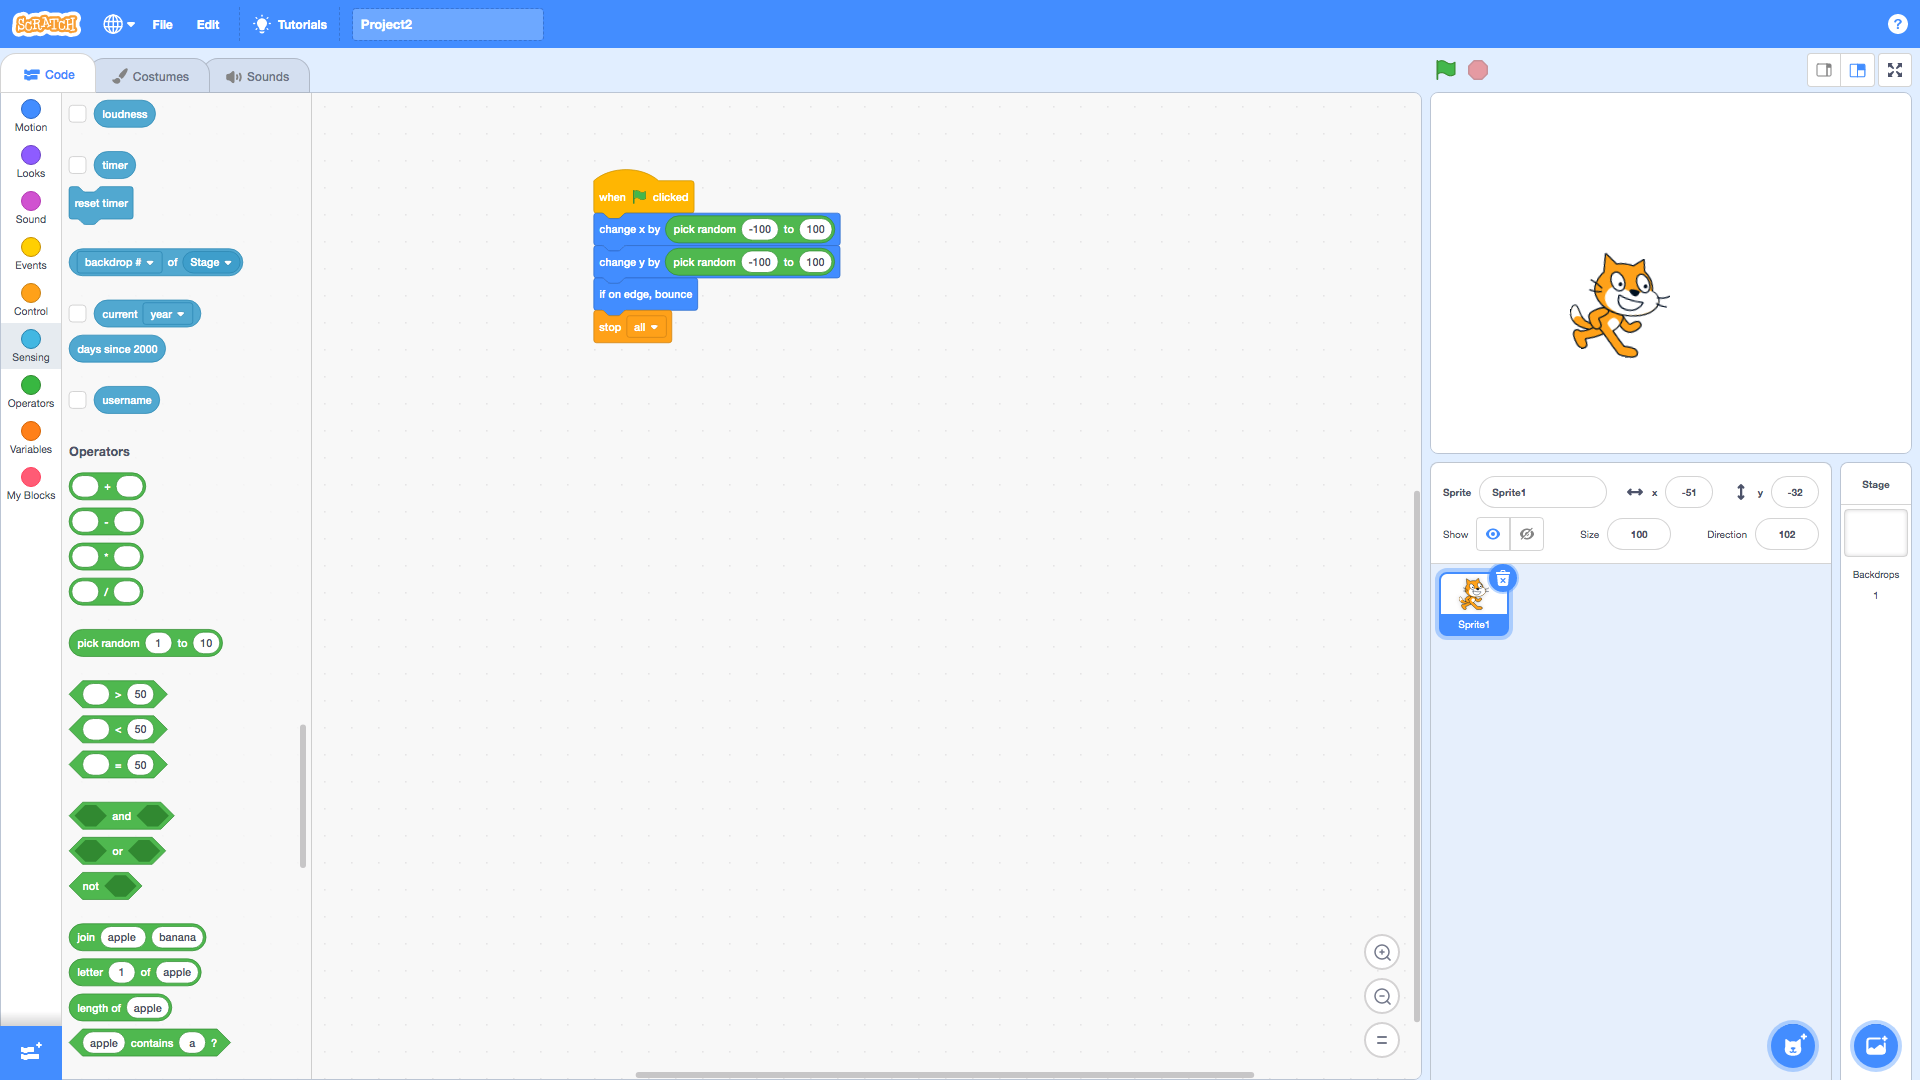 SCRATCH File Edit Tutorials Project2 ?
Code Costumes Sounds
Motion
Looks
Sound
Events
Control
Sensing
Operators
Variables
My Blocks
loudness
timer
reset timer
backdrop # of Stage
current year
days since 2000
username
Operators
+
-
*
/
pick random 1 to 10
> 50
< 50
= 50
and
or
not
join apple banana
letter 1 of apple
length of apple
apple contains a ?
when clicked
change x by pick random -100 to 100
change y by pick random -100 to 100
if on edge, bounce
stop all
Sprite Sprite1 x -51 y -32
Show Size 100 Direction 102
Sprite1
Stage
Backdrops
1